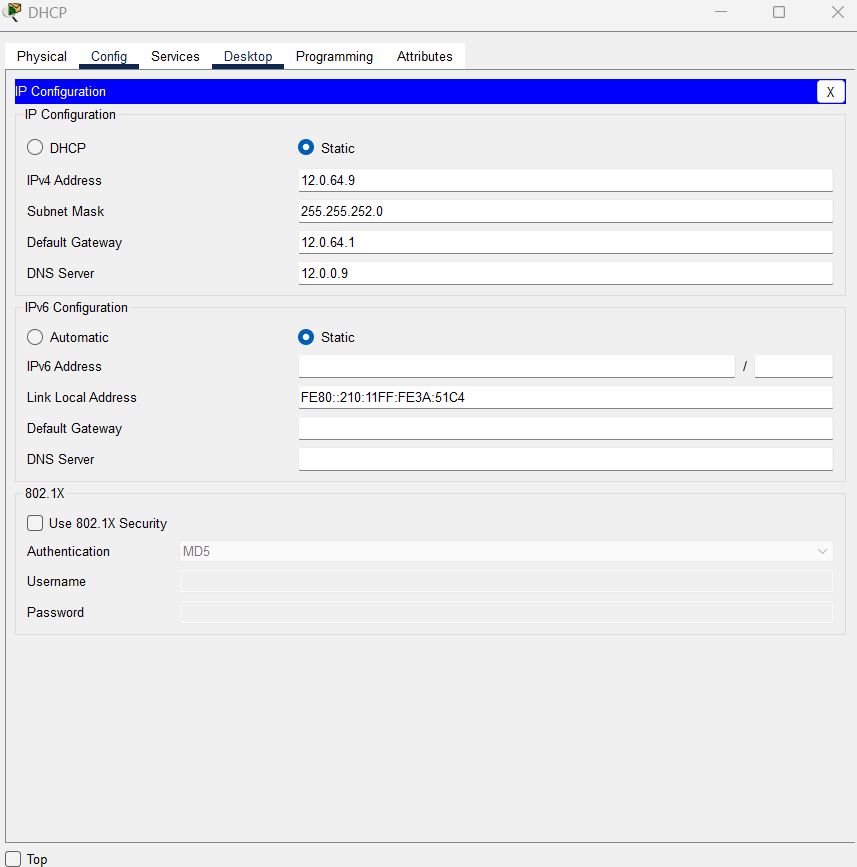 DHCP
Physical Config Services Desktop Programming Attributes
IP Configuration X
IP Configuration
DHCP Static
IPv4 Address 12.0.64.9
Subnet Mask 255.255.252.0
Default Gateway 12.0.64.1
DNS Server 12.0.0.9
IPv6 Configuration
Automatic Static
IPv6 Address /
Link Local Address FE80::210:11FF:FE3A:51C4
Default Gateway
DNS Server
802.1X
Use 802.1X Security
Authentication MD5
Username
Password
Top